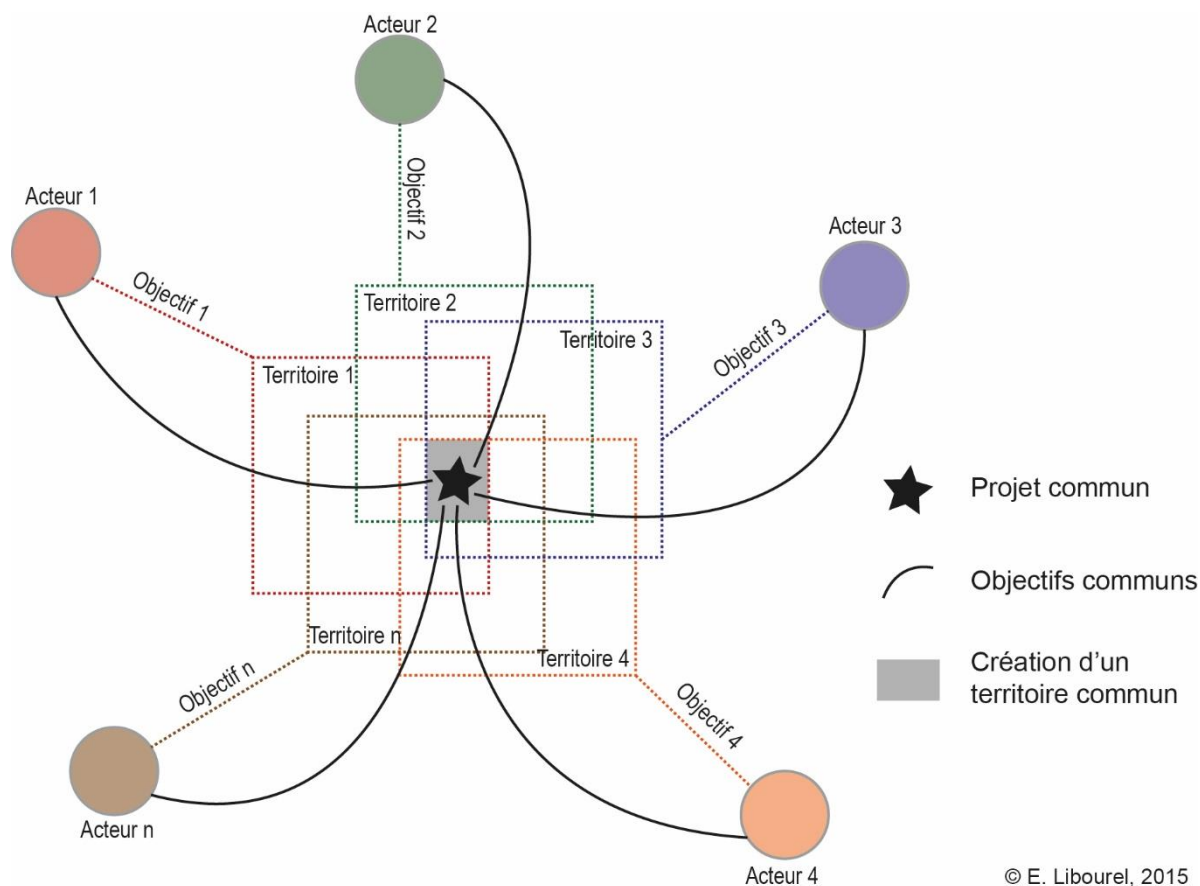 Acteur 2
Acteur 1
Acteur 3
Objectif 2
Objectif 1
Territoire 2
Territoire 3
Objectif 3
Territoire 1
Projet commun
Objectifs communs
Territoire n
Territoire 4
Création d'un
territoire commun
Objectif n
Objectif 4
Acteur n
Acteur 4
© E. Libourel, 2015